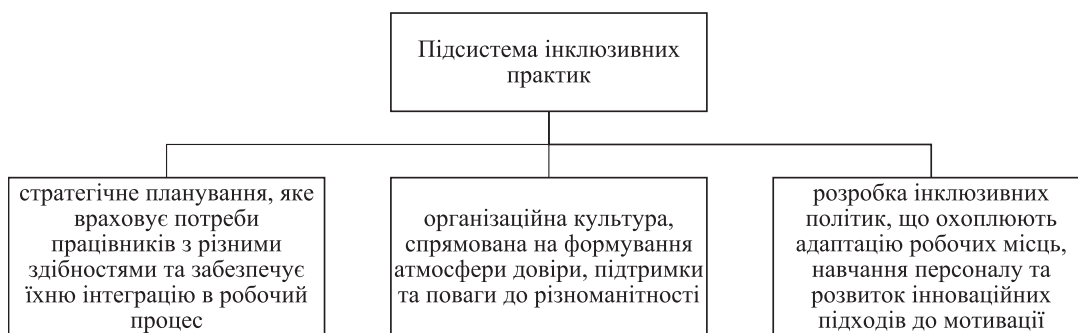 Підсистема інклюзивних
практик
стратегічне планування, яке
враховує потреби
працівників з різними
здібностями та забезпечує
їхню інтеграцію в робочий
процес
організаційна культура,
спрямована на формування
атмосфери довіри, підтримки
та поваги до різноманітності
розробка інклюзивних
політик, що охоплюють
адаптацію робочих місць,
навчання персоналу та
розвиток інноваційних
підходів до мотивації